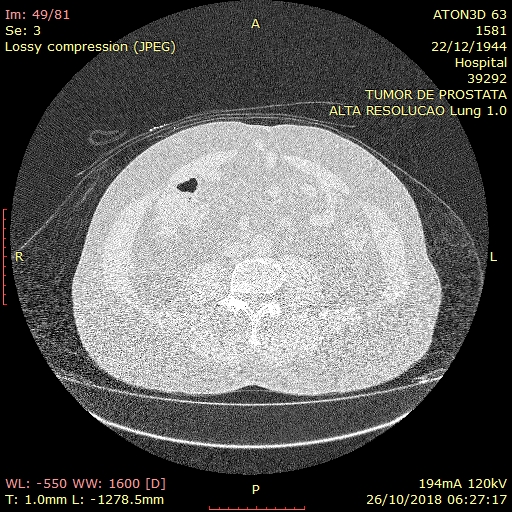 Im: 49/81
Se: 3
Lossy compression (JPEG)
A
ATON3D 63
1581
22/12/1944
Hospital
39292
TUMOR DE PROSTATA
ALTA RESOLUCAO Lung 1.0
R
L
WL: -550 WW: 1600 [D]
T: 1.0mm L: -1278.5mm
P
194mA 120kV
26/10/2018 06:27:17